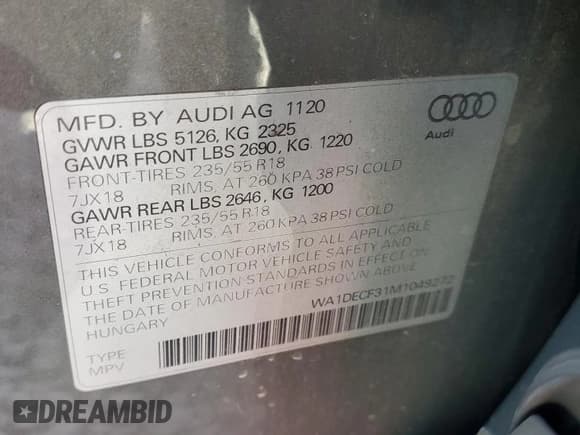 MFD. BY AUDI AG 1120
GVWR LBS 5126, KG 2325
GAWR FRONT LBS 2690, KG 1220
FRONT-TIRES 235/55 R18
7JX18 RIMS, AT 260 KPA 38 PSI COLD
GAWR REAR LBS 2646, KG 1200
REAR-TIRES 235/55 R18
7JX18 RIMS, AT 260 KPA 38 PSI COLD
THIS VEHICLE CONFORMS TO ALL APPLICABLE
U.S. FEDERAL MOTOR VEHICLE SAFETY AND
THEFT PREVENTION STANDARDS IN EFFECT ON
THE DATE OF MANUFACTURE SHOWN ABOVE
HUNGARY
Audi
WA1DECF31M1049272
TYPE
MPV
DREAMBID